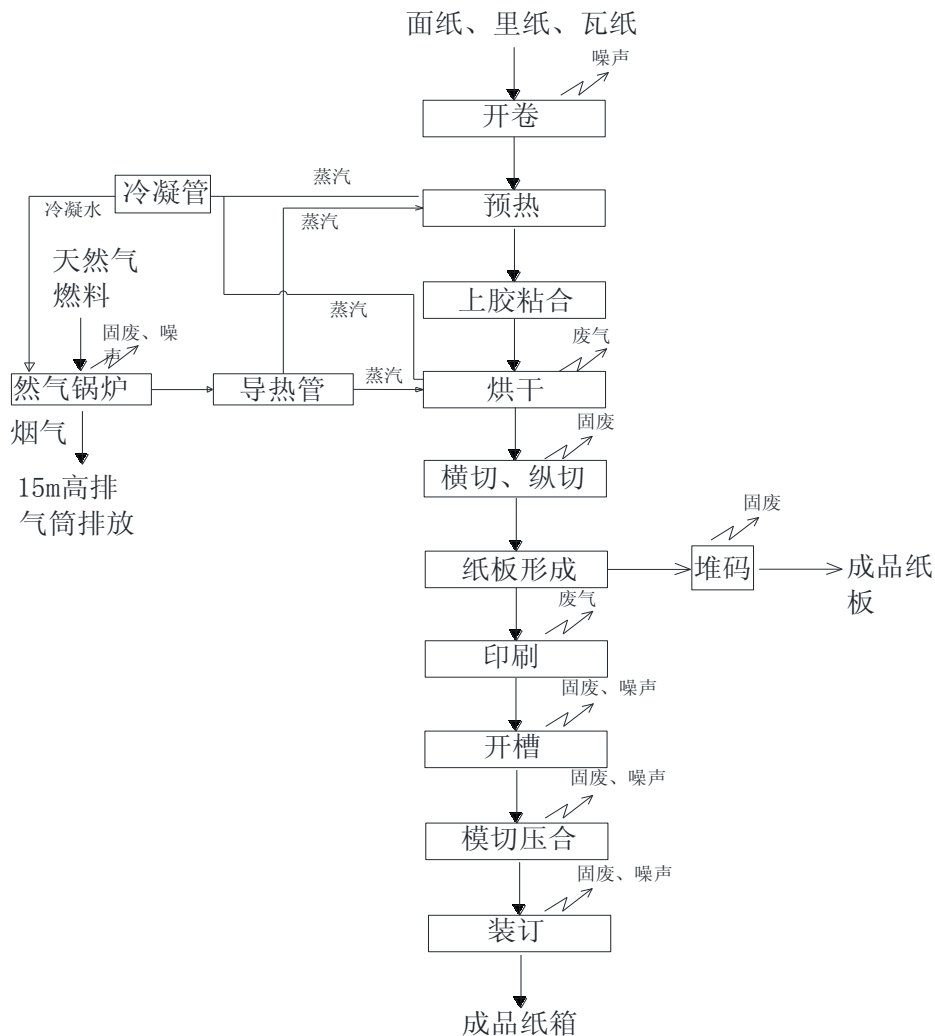 面纸、里纸、瓦纸
噪声
开卷
蒸汽
冷凝管
预热
冷凝水
蒸汽
天然气
燃料
上胶粘合
蒸汽
固废、噪
声
废气
然气锅炉
导热管
蒸汽
烘干
烟气
固废
横切、纵切
15m高排
气筒排放
固废
纸板形成
堆码
成品纸
板
废气
印刷
固废、噪声
开槽
固废、噪声
模切压合
固废、噪声
装订
成品纸箱